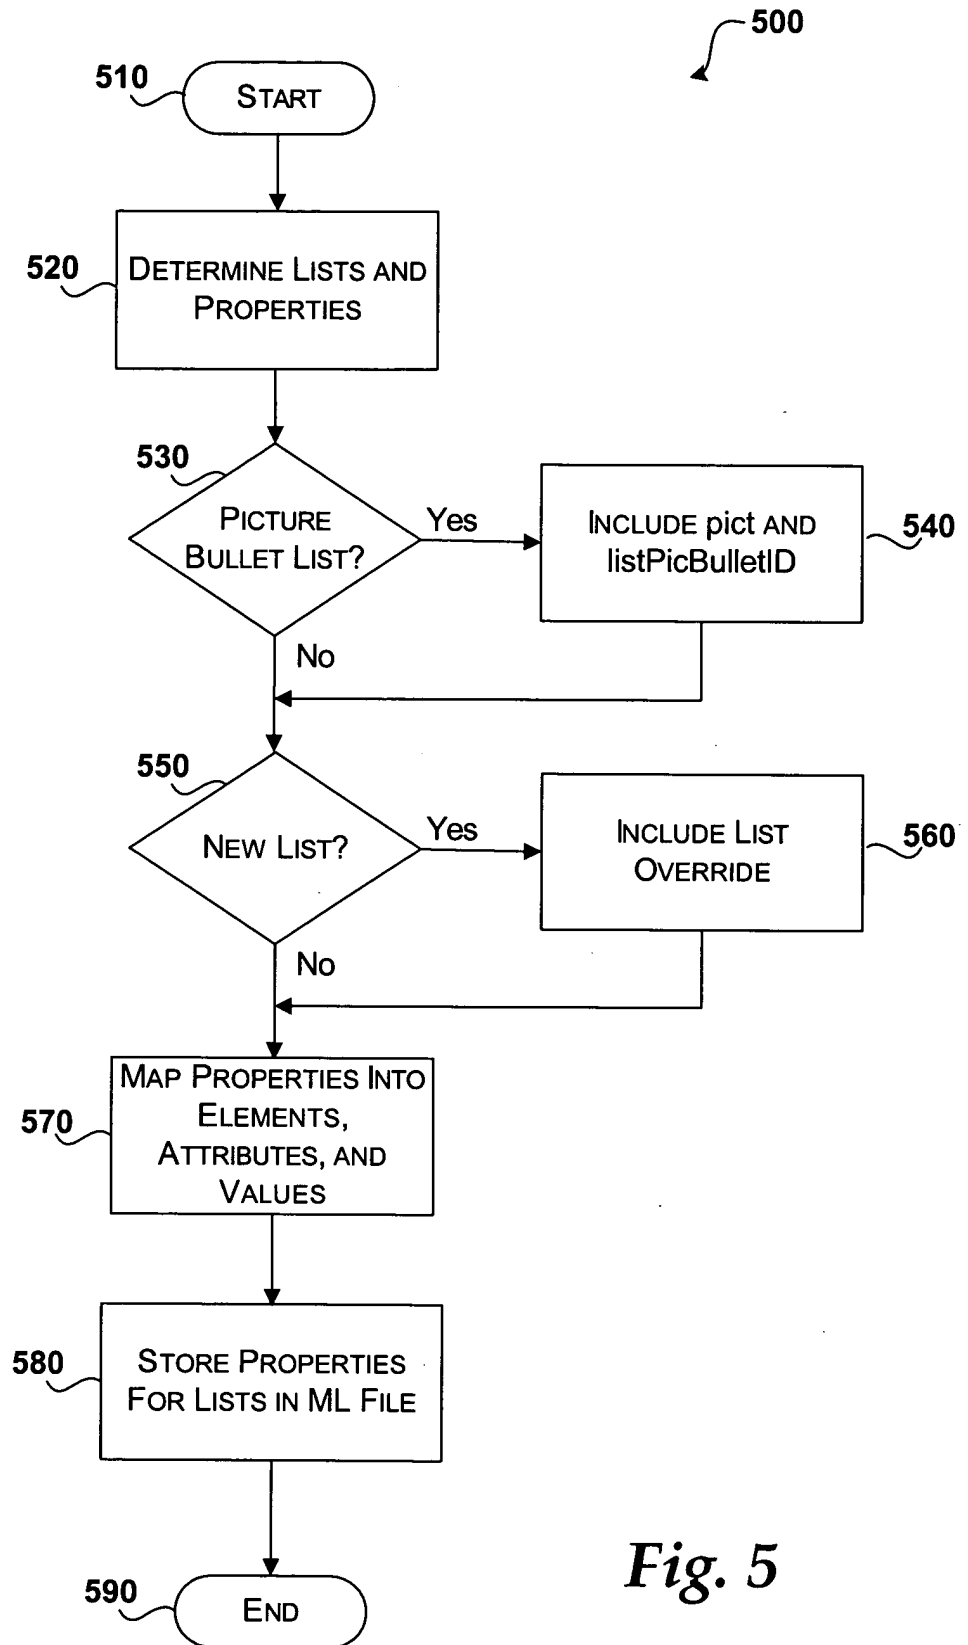 500
510
START
520
DETERMINE LISTS AND
PROPERTIES
530
PICTURE
BULLET LIST?
Yes
INCLUDE pict AND
listPicBulletID
540
No
550
NEW LIST?
Yes
INCLUDE LIST
OVERRIDE
560
No
570
MAP PROPERTIES INTO
ELEMENTS,
ATTRIBUTES, AND
VALUES
580
STORE PROPERTIES
FOR LISTS IN ML FILE
590
END
Fig. 5